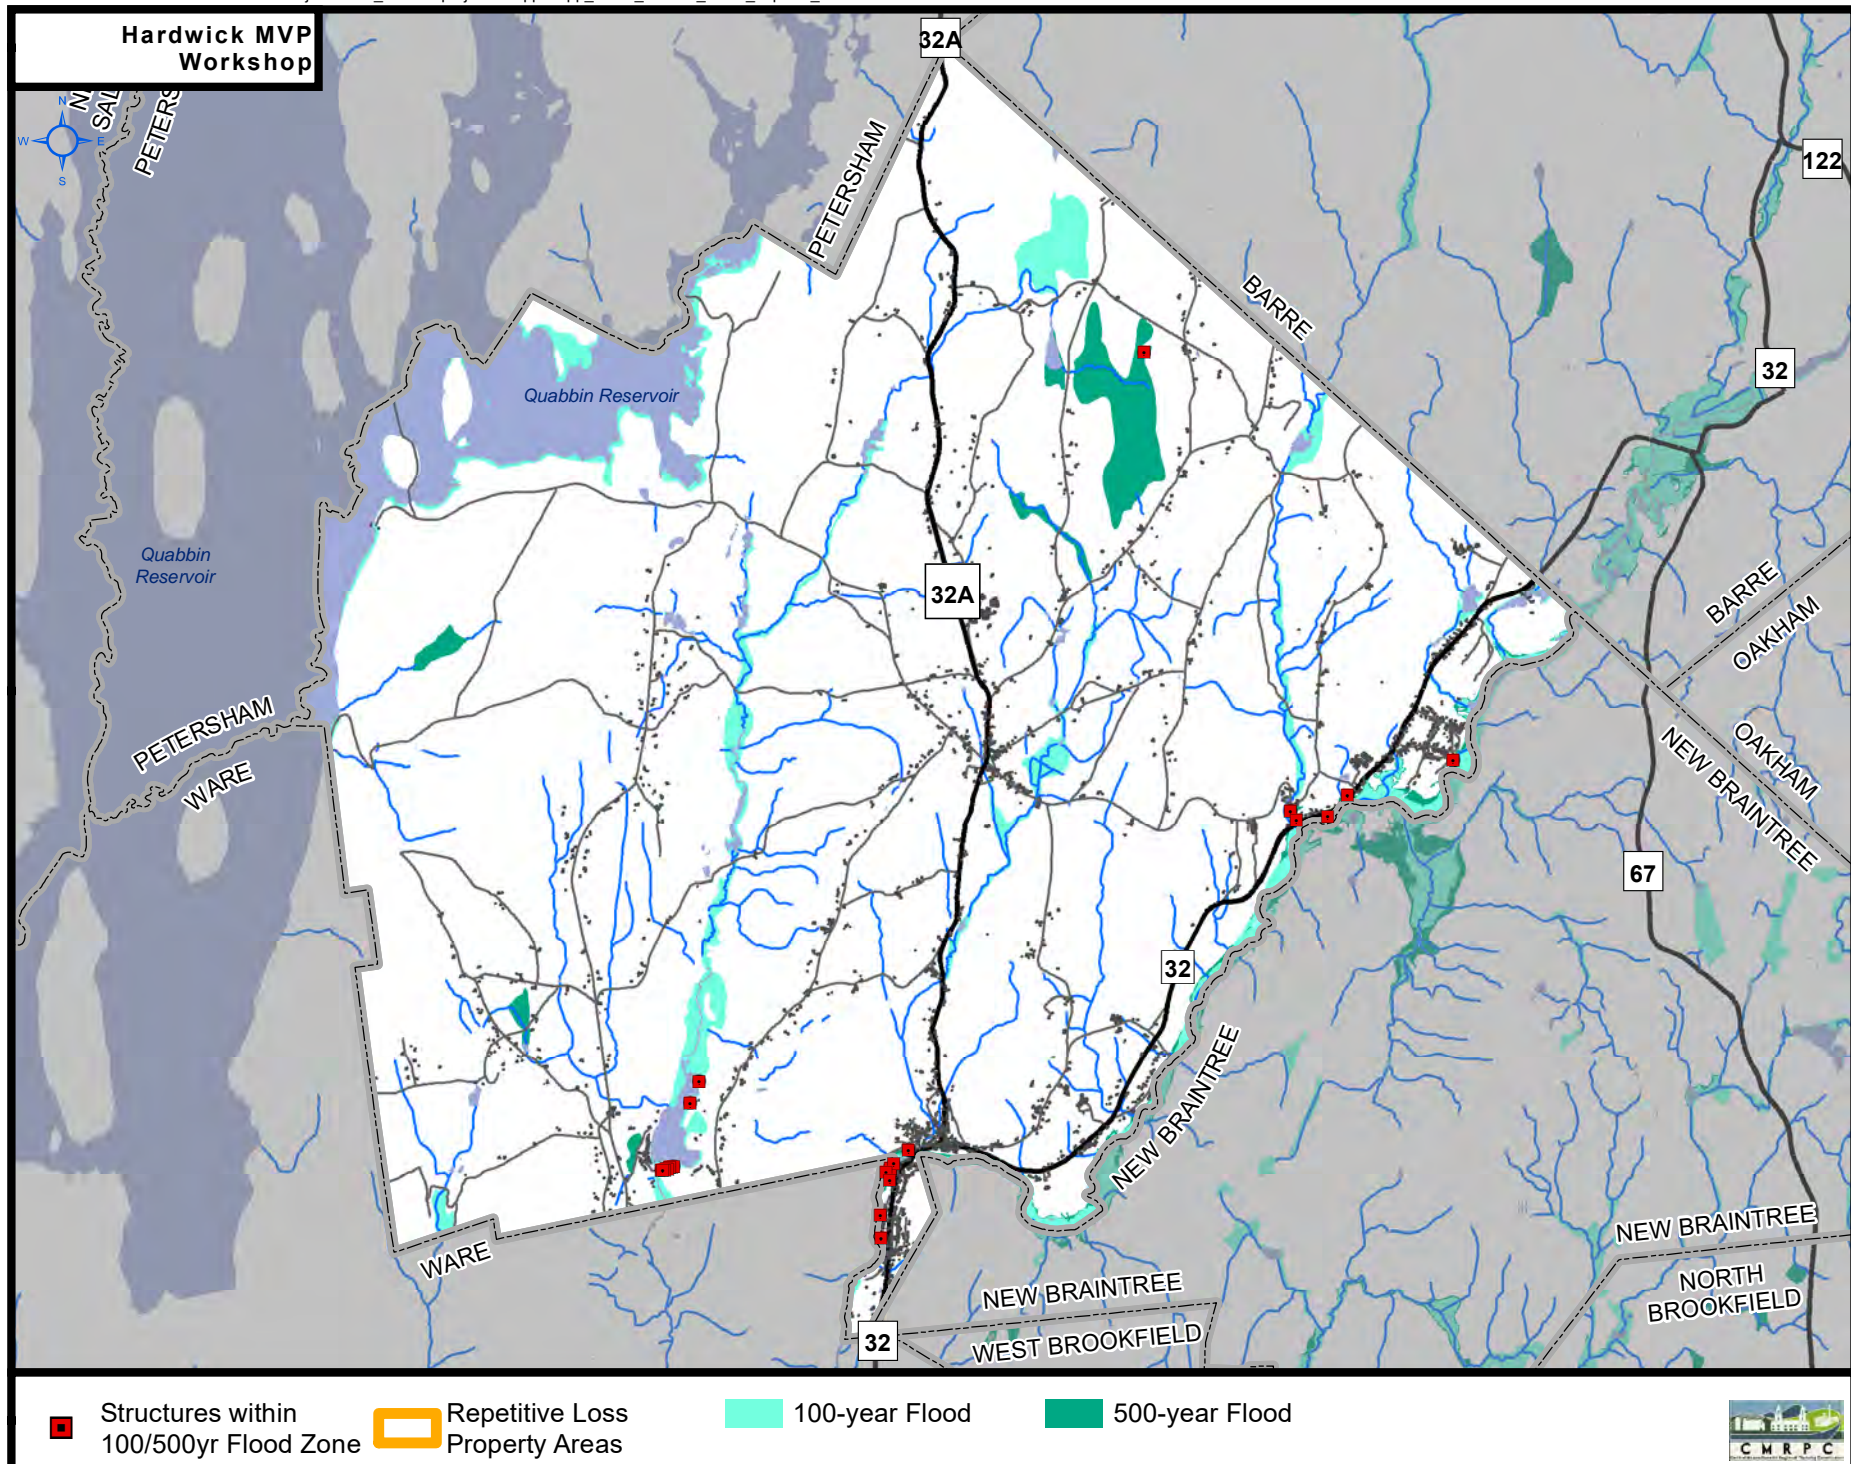 Hardwick MVP
Workshop
32A
N
W
E
S
PETERSHAM
122
BARRE
32
Quabbin Reservoir
Quabbin
Reservoir
32A
BARRE
OAKHAM
PETERSHAM
WARE
OAKHAM
NEW BRAINTREE
67
32
NEW BRAINTREE
WARE
NEW BRAINTREE
WEST BROOKFIELD
NEW BRAINTREE
NORTH
BROOKFIELD
32
Structures within
100/500yr Flood Zone
Repetitive Loss
Property Areas
100-year Flood
500-year Flood
CMRPC